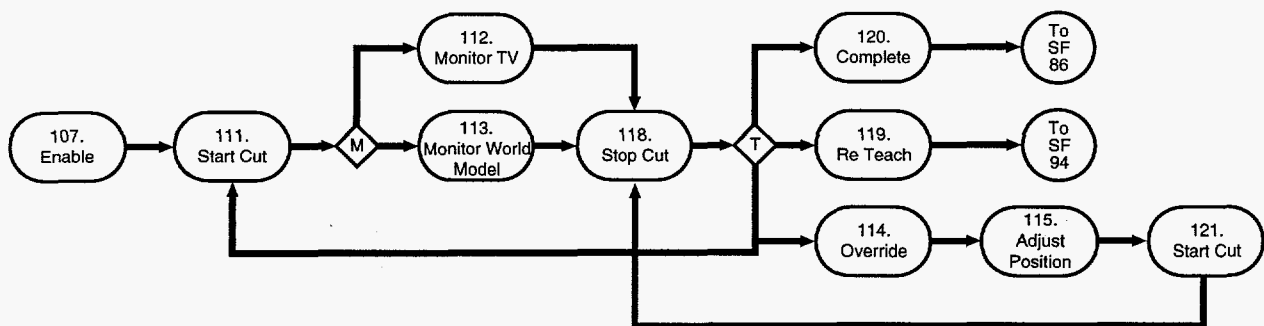 107.
Enable
111.
Start Cut
M
112.
Monitor TV
113.
Monitor World
Model
118.
Stop Cut
T
120.
Complete
To
SF
86
119.
Re Teach
To
SF
94
114.
Override
115.
Adjust
Position
121.
Start Cut